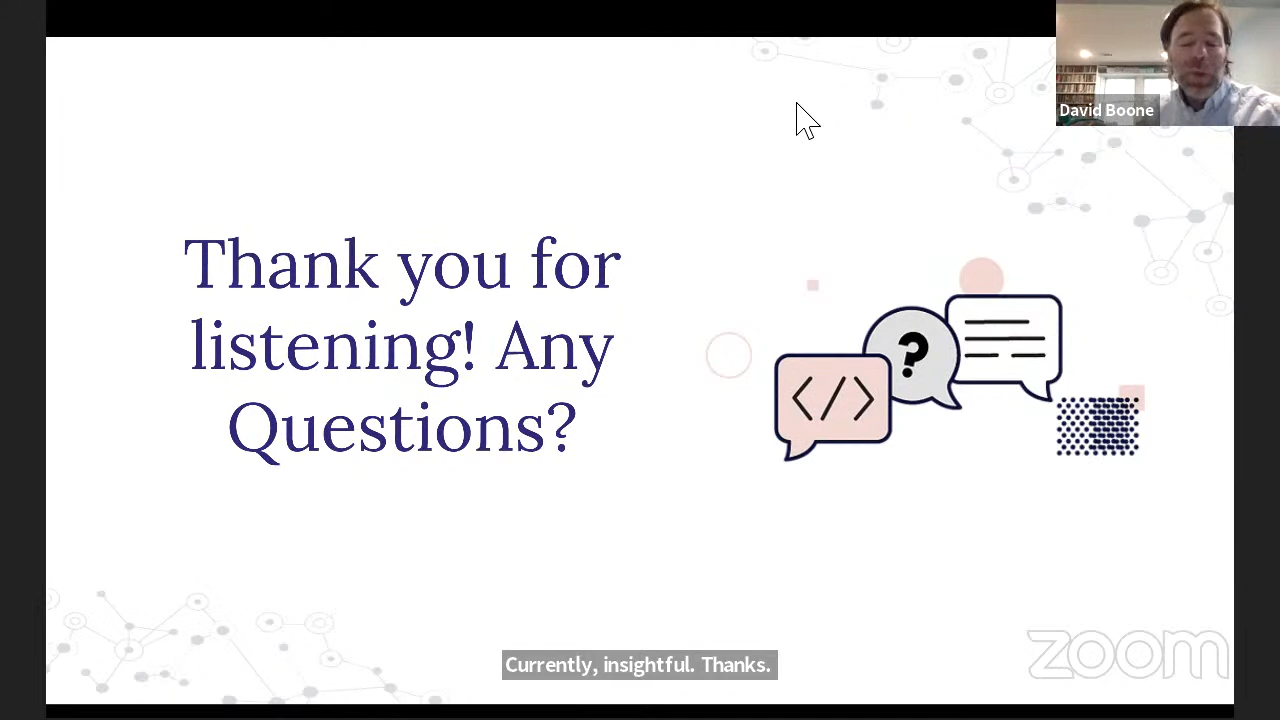 David Boone
Thank you for
listening! Any
Questions?
</>
?
zoom
Currently, insightful. Thanks.